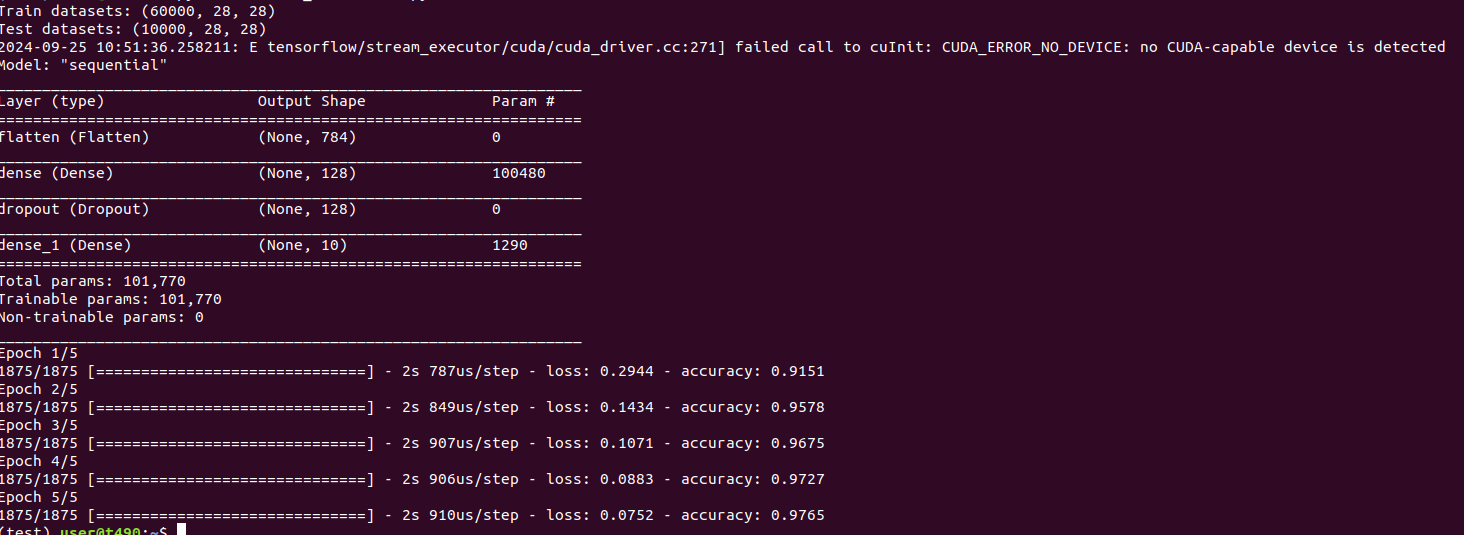 Train datasets: (60000, 28, 28)
Test datasets: (10000, 28, 28)
2024-09-25 10:51:36.258211: E tensorflow/stream_executor/cuda/cuda_driver.cc:271] failed call to cuInit: CUDA_ERROR_NO_DEVICE: no CUDA-capable device is detected
Model: "sequential"
_________________________________________________________________
Layer (type)                 Output Shape              Param #
=================================================================
flatten (Flatten)            (None, 784)               0
_________________________________________________________________
dense (Dense)                (None, 128)               100480
_________________________________________________________________
dropout (Dropout)            (None, 128)               0
_________________________________________________________________
dense_1 (Dense)              (None, 10)                1290
=================================================================
Total params: 101,770
Trainable params: 101,770
Non-trainable params: 0
_________________________________________________________________
Epoch 1/5
1875/1875 [==============================] - 2s 787us/step - loss: 0.2944 - accuracy: 0.9151
Epoch 2/5
1875/1875 [==============================] - 2s 849us/step - loss: 0.1434 - accuracy: 0.9578
Epoch 3/5
1875/1875 [==============================] - 2s 907us/step - loss: 0.1071 - accuracy: 0.9675
Epoch 4/5
1875/1875 [==============================] - 2s 906us/step - loss: 0.0883 - accuracy: 0.9727
Epoch 5/5
1875/1875 [==============================] - 2s 910us/step - loss: 0.0752 - accuracy: 0.9765
(test) user@t490:~$